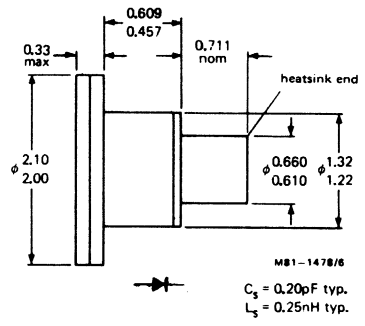 0.609
0.457
0.33
max
0.711
nom
heatsink end
ϕ 2.10
2.00
ϕ 0.660
0.610
ϕ 1.32
1.22
M81-1478/6
Cs = 0.20pF typ.
Ls = 0.25nH typ.